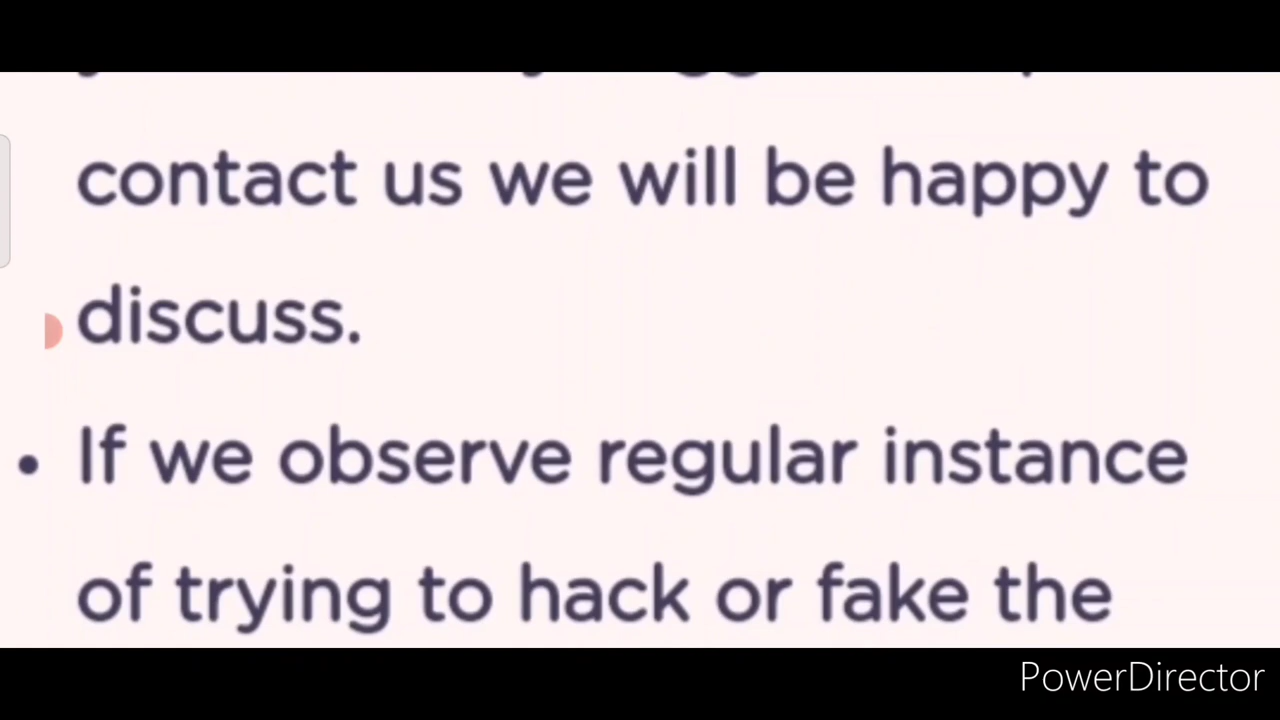 contact us we will be happy to
discuss.
• If we observe regular instance
of trying to hack or fake the
PowerDirector